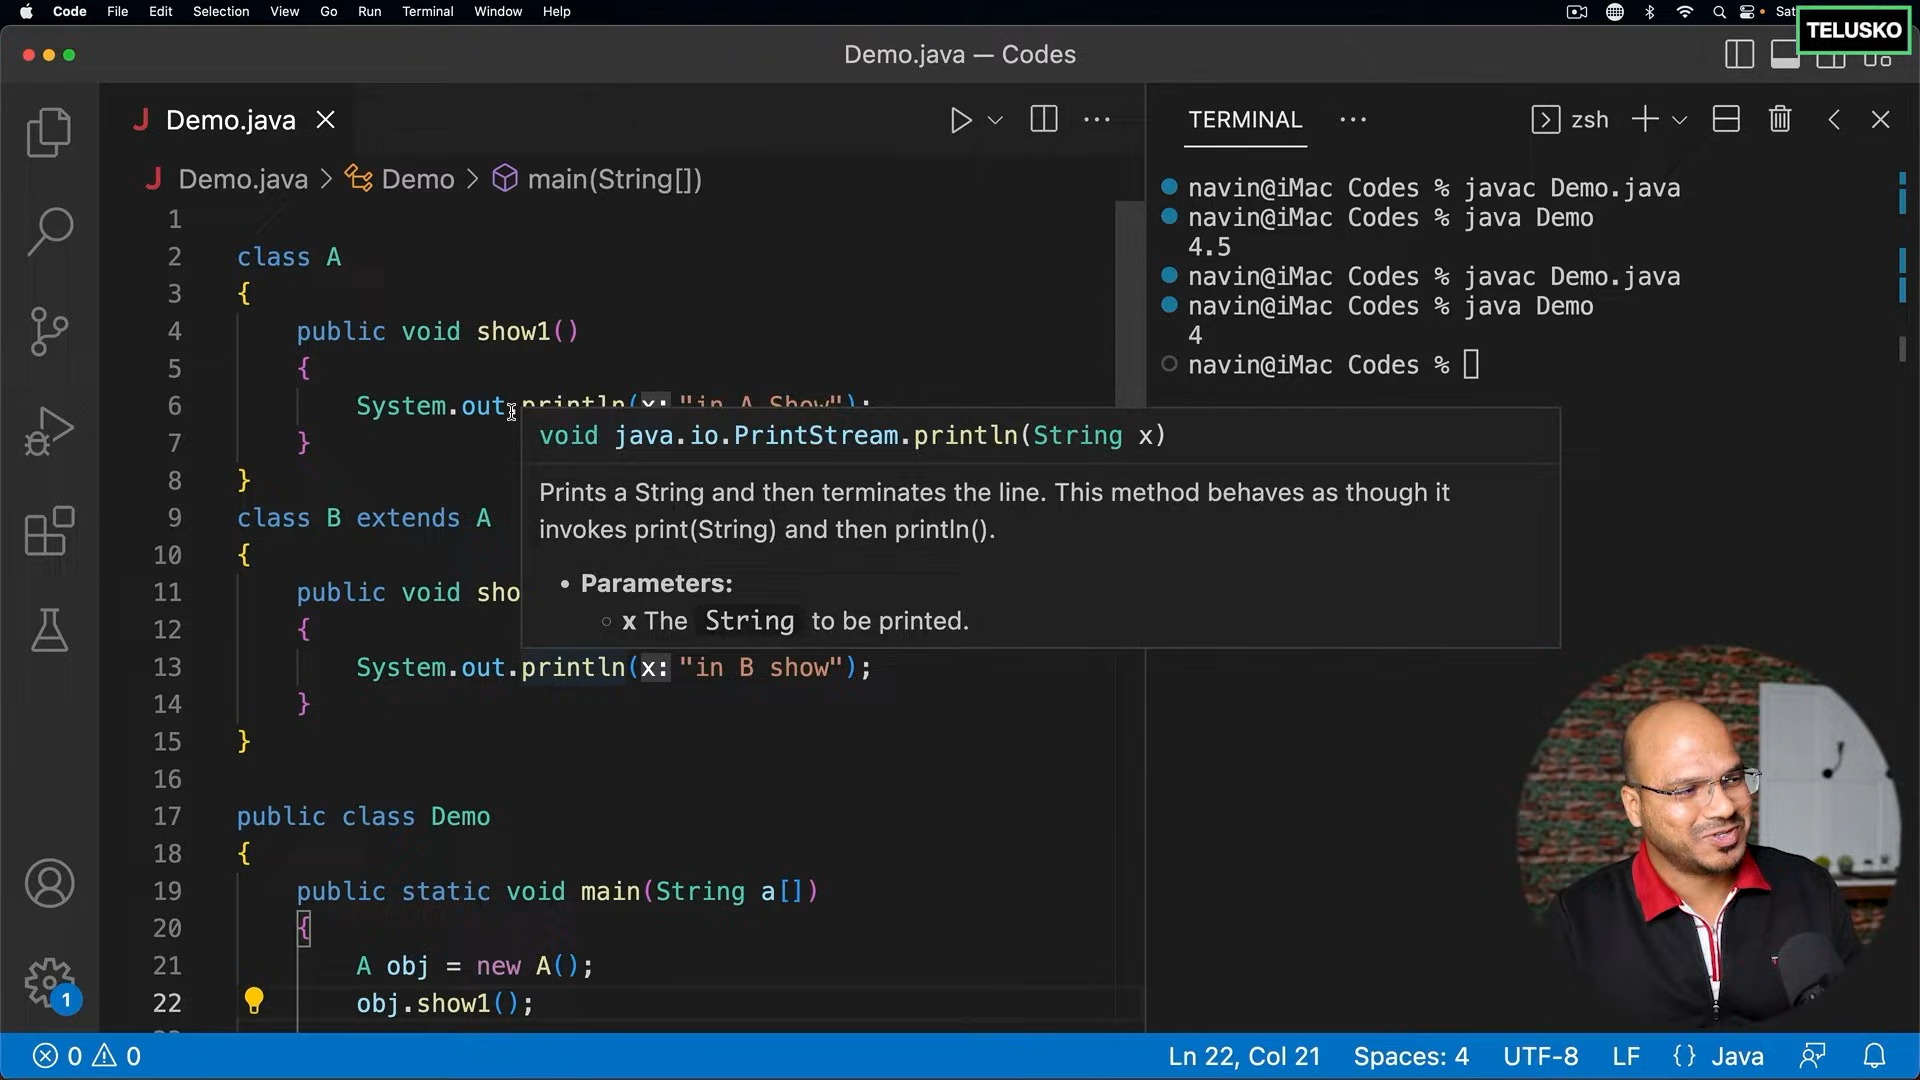 Code File Edit Selection View Go Run Terminal Window Help
TELUSKO
Demo.java — Codes
Demo.java
TERMINAL
zsh
Demo.java > Demo > main(String[])
1
2 class A
3 {
4 public void show1()
5 {
6 System.out.println(x: "in A Show");
7 }
8 }
9 class B extends A
10 {
11 public void sho
12 {
13 System.out.println(x: "in B show");
14 }
15 }
16
17 public class Demo
18 {
19 public static void main(String a[])
20 {
21 A obj = new A();
22 obj.show1();
void java.io.PrintStream.println(String x)
Prints a String and then terminates the line. This method behaves as though it
invokes print(String) and then println().
• Parameters:
○ x The String to be printed.
navin@iMac Codes % javac Demo.java
navin@iMac Codes % java Demo
4.5
navin@iMac Codes % javac Demo.java
navin@iMac Codes % java Demo
4
navin@iMac Codes %
1
0 0
Ln 22, Col 21 Spaces: 4 UTF-8 LF {} Java